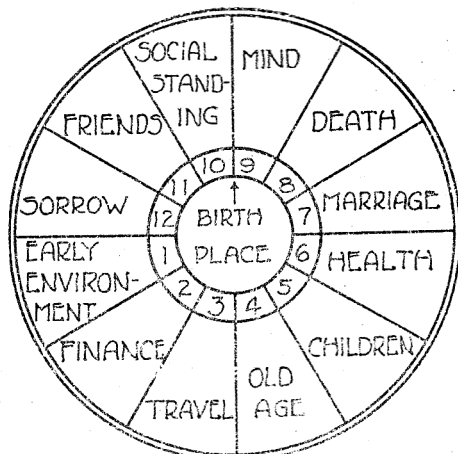 SOCIAL
STAND-
ING
MIND
FRIENDS
DEATH
SORROW
MARRIAGE
EARLY
ENVIRON-
MENT
HEALTH
FINANCE
CHILDREN
TRAVEL
OLD
AGE
10
9
11
8
12
7
1
6
2
5
3
4
BIRTH
PLACE